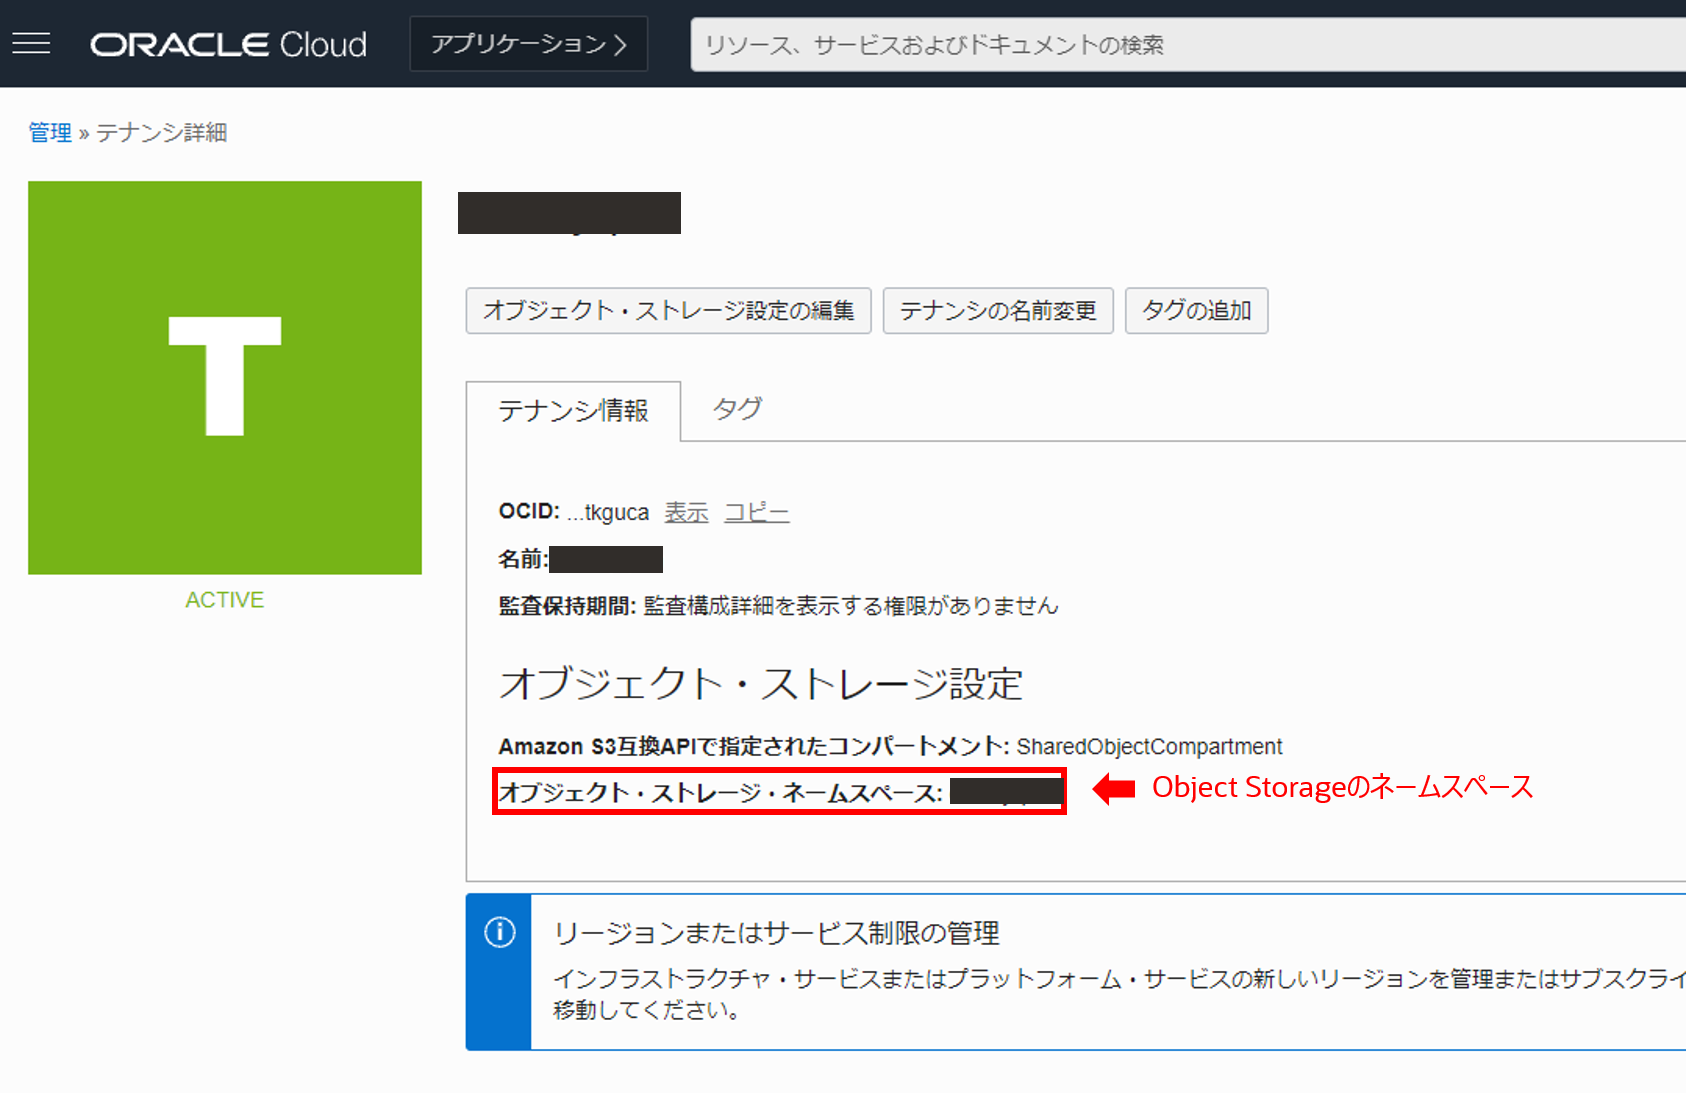 ORACLE Cloud アプリケーション > リソース、サービスおよびドキュメントの検索
管理 » テナンシ詳細
T
ACTIVE
オブジェクト・ストレージ設定の編集 テナンシの名前変更 タグの追加
テナンシ情報 タグ
OCID: ...tkguca 表示 コピー
名前:
監査保持期間: 監査構成詳細を表示する権限がありません
オブジェクト・ストレージ設定
Amazon S3互換APIで指定されたコンパートメント: SharedObjectCompartment
オブジェクト・ストレージ・ネームスペース:
Object Storageのネームスペース
リージョンまたはサービス制限の管理
インフラストラクチャ・サービスまたはプラットフォーム・サービスの新しいリージョンを管理またはサブスクライ
移動してください。